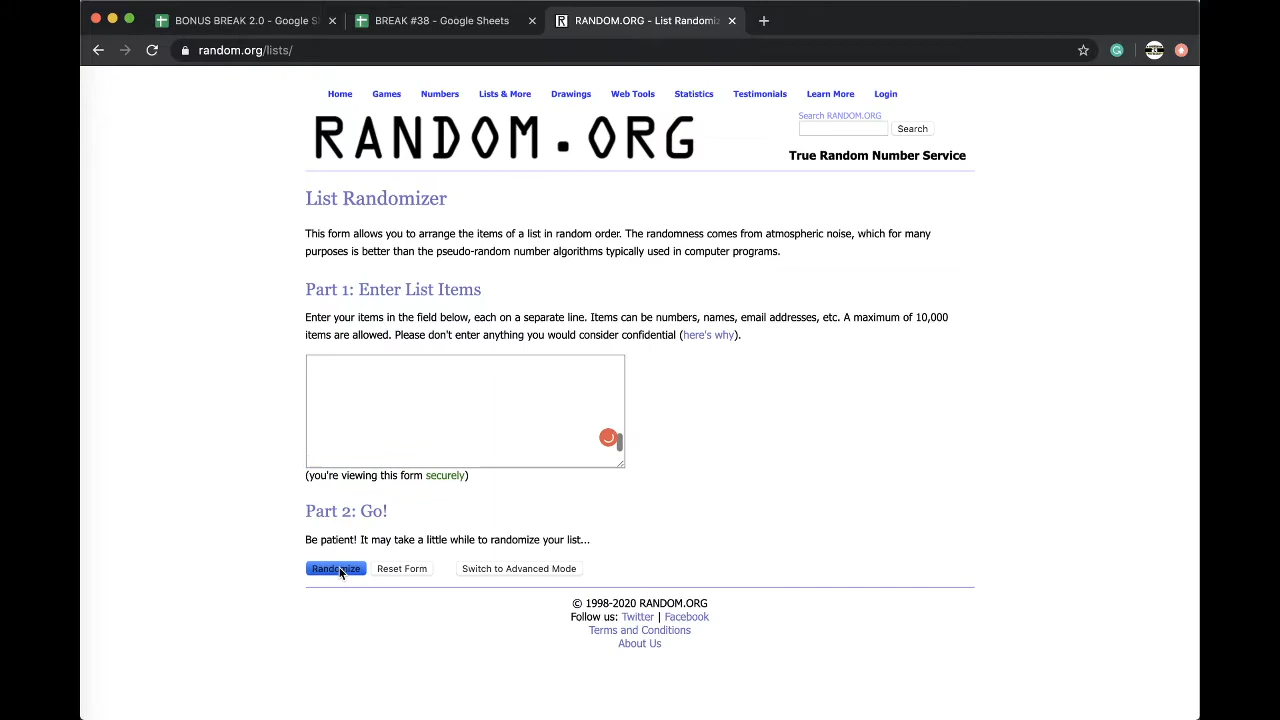 BONUS BREAK 2.0 - Google S
BREAK #38 - Google Sheets
RANDOM.ORG - List Randomiz
random.org/lists/
Home Games Numbers Lists & More Drawings Web Tools Statistics Testimonials Learn More Login
RANDOM.ORG
Search RANDOM.ORG
Search
True Random Number Service
List Randomizer
This form allows you to arrange the items of a list in random order. The randomness comes from atmospheric noise, which for many
purposes is better than the pseudo-random number algorithms typically used in computer programs.
Part 1: Enter List Items
Enter your items in the field below, each on a separate line. Items can be numbers, names, email addresses, etc. A maximum of 10,000
items are allowed. Please don't enter anything you would consider confidential (here's why).
(you're viewing this form securely)
Part 2: Go!
Be patient! It may take a little while to randomize your list...
Randomize Reset Form Switch to Advanced Mode
© 1998-2020 RANDOM.ORG
Follow us: Twitter | Facebook
Terms and Conditions
About Us